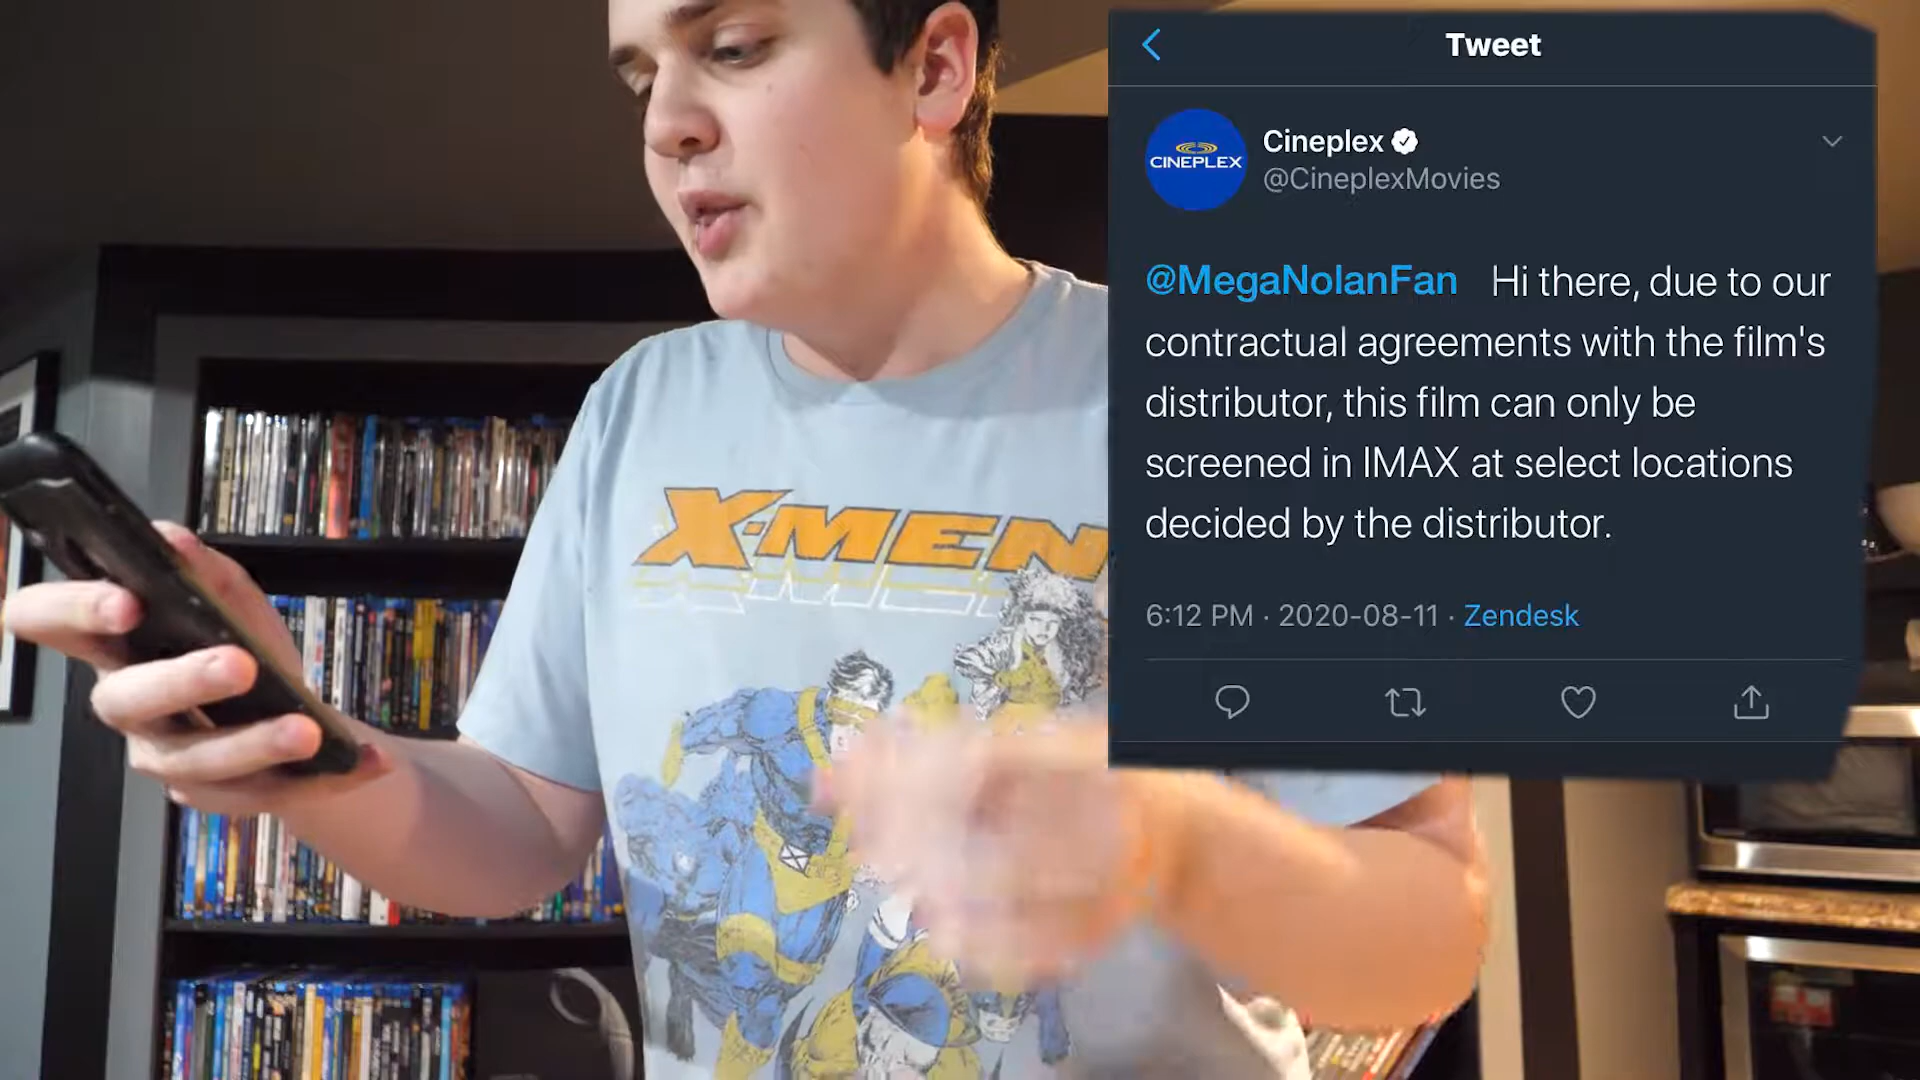 Tweet
CINEPLEX
Cineplex
@CineplexMovies
@MegaNolanFan Hi there, due to our
contractual agreements with the film's
distributor, this film can only be
screened in IMAX at select locations
decided by the distributor.
6:12 PM · 2020-08-11 · Zendesk
X-MEN